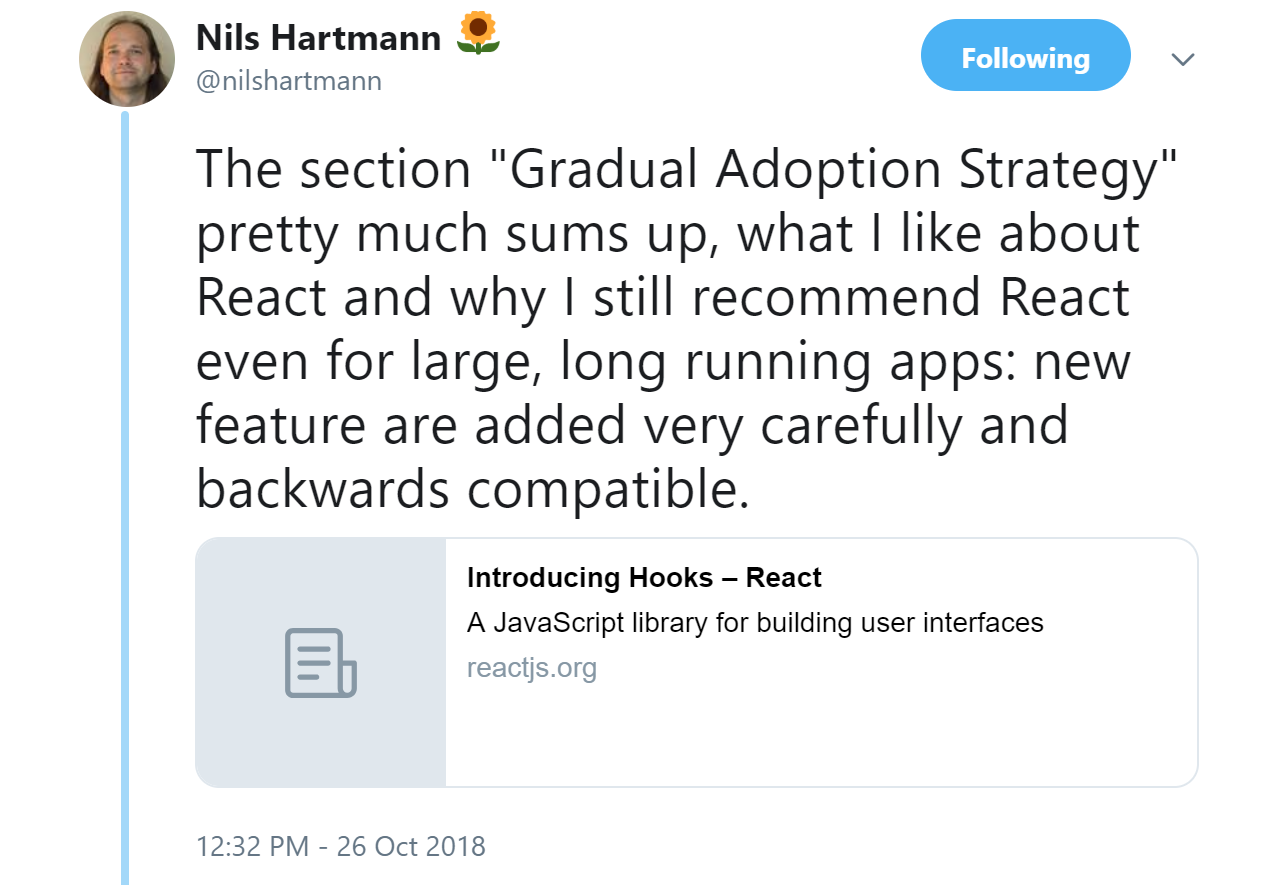 Nils Hartmann 🌻
@nilshartmann
Following
The section "Gradual Adoption Strategy"
pretty much sums up, what I like about
React and why I still recommend React
even for large, long running apps: new
feature are added very carefully and
backwards compatible.
Introducing Hooks – React
A JavaScript library for building user interfaces
reactjs.org
12:32 PM - 26 Oct 2018